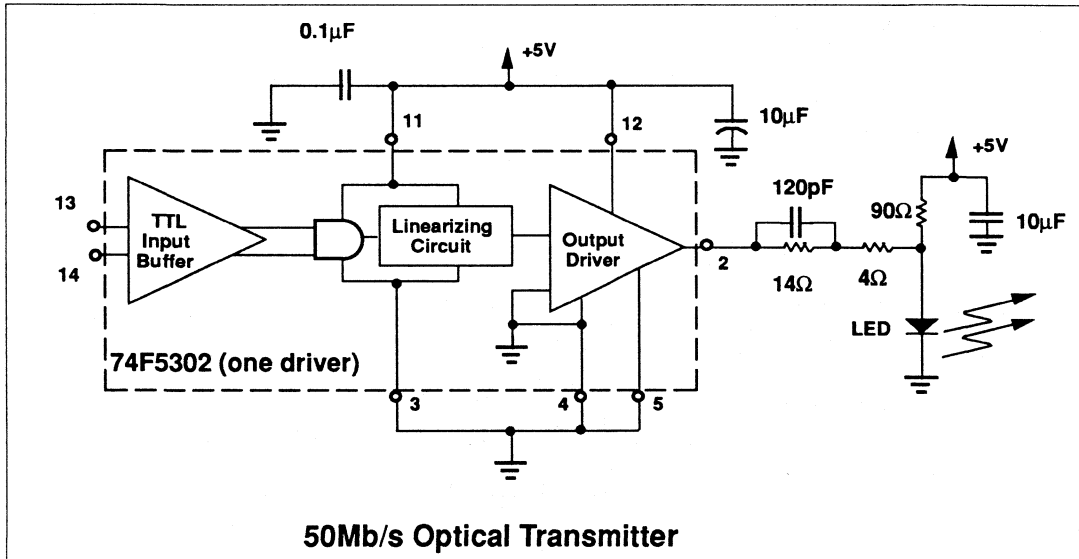 0.1µF
+5V
11
12
10µF
+5V
13
14
TTL
Input
Buffer
Linearizing
Circuit
Output
Driver
2
120pF
14Ω
4Ω
90Ω
10µF
LED
74F5302 (one driver)
3
4
5
50Mb/s Optical Transmitter